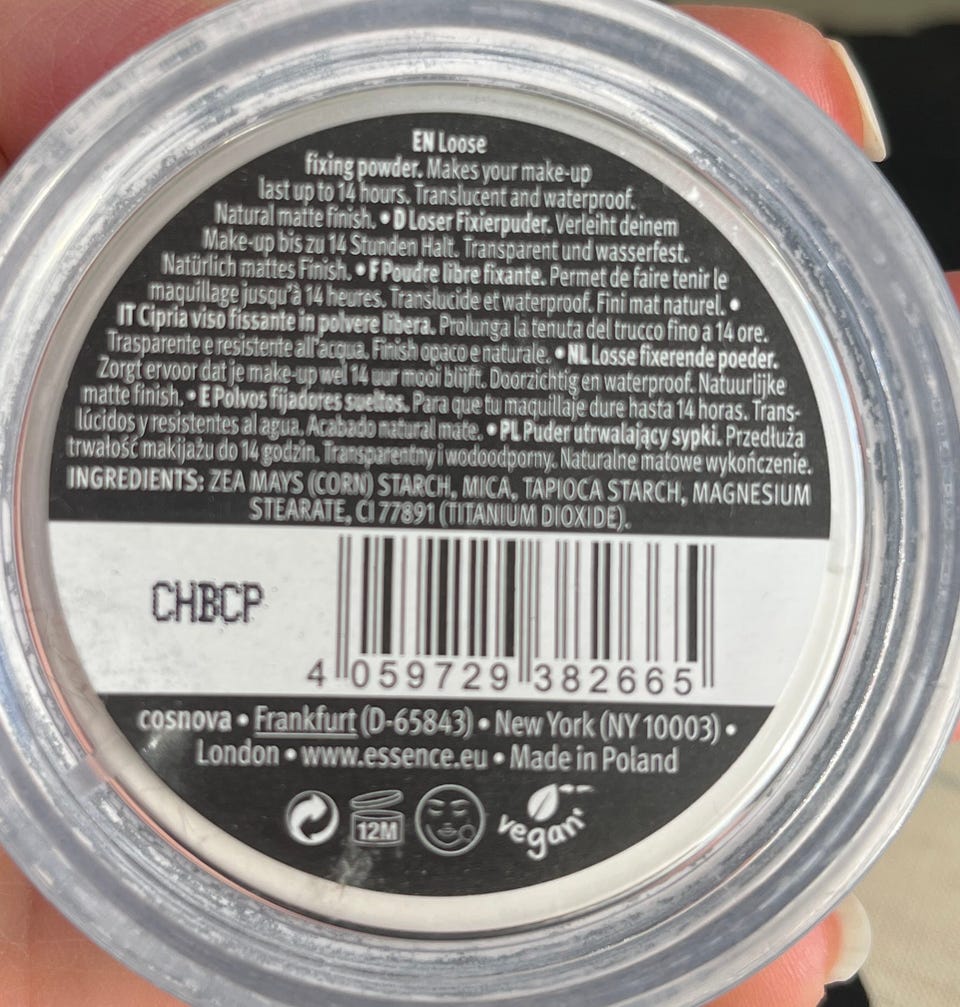 EN Loose
fixing powder. Makes your make-up
last up to 14 hours. Translucent and waterproof.
Natural matte finish. • D Loser Fixierpuder. Verleiht deinem
Make-up bis zu 14 Stunden Halt. Transparent und wasserfest.
Natürlich mattes Finish. • F Poudre libre fixante. Permet de faire tenir le
maquillage jusqu'à 14 heures. Translucide et waterproof. Fini mat naturel. •
IT Cipria viso fissante in polvere libera. Prolunga la tenuta del trucco fino a 14 ore.
Trasparente e resistente all'acqua. Finish opaco e naturale. • NL Losse fixerende poeder.
Zorgt ervoor dat je make-up wel 14 uur mooi blijft. Doorzichtig en waterproof. Natuurlijke
matte finish. • E Polvos fijadores sueltos. Para que tu maquillaje dure hasta 14 horas. Trans-
lúcidos y resistentes al agua. Acabado natural mate. • PL Puder utrwalający sypki. Przedłuża
trwałość makijażu do 14 godzin. Transparentny i wodoodporny. Naturalne matowe wykończenie.
INGREDIENTS: ZEA MAYS (CORN) STARCH, MICA, TAPIOCA STARCH, MAGNESIUM
STEARATE, CI 77891 (TITANIUM DIOXIDE).
CHBCP
4 059729 382665
cosnova • Frankfurt (D-65843) • New York (NY 10003) •
London • www.essence.eu • Made in Poland
12M
vegan